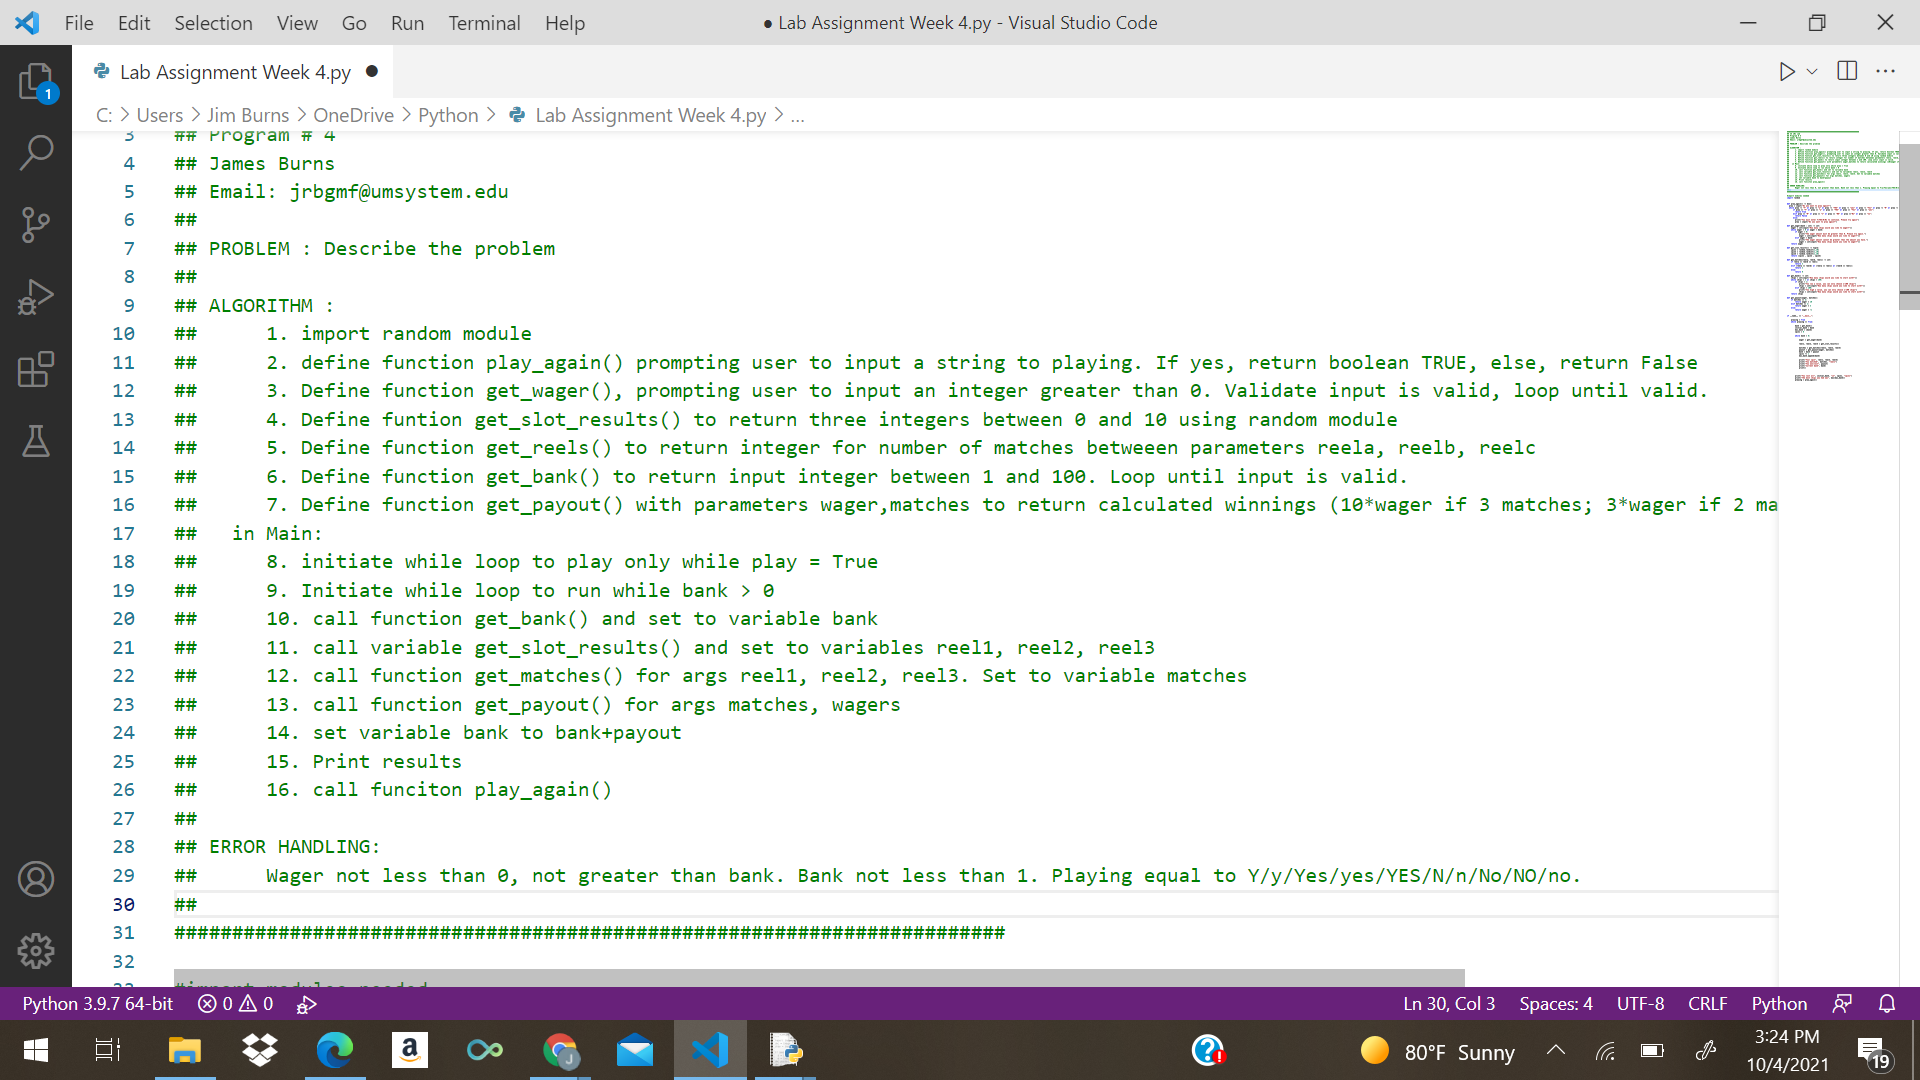 File Edit Selection View Go Run Terminal Help
● Lab Assignment Week 4.py - Visual Studio Code
Lab Assignment Week 4.py ●
C: > Users > Jim Burns > OneDrive > Python > Lab Assignment Week 4.py > ...
1
3 ## Program # 4
4 ## James Burns
5 ## Email: jrbgmf@umsystem.edu
6 ##
7 ## PROBLEM : Describe the problem
8 ##
9 ## ALGORITHM :
10 ## 1. import random module
11 ## 2. define function play_again() prompting user to input a string to playing. If yes, return boolean TRUE, else, return False
12 ## 3. Define function get_wager(), prompting user to input an integer greater than 0. Validate input is valid, loop until valid.
13 ## 4. Define funtion get_slot_results() to return three integers between 0 and 10 using random module
14 ## 5. Define function get_reels() to return integer for number of matches betweeen parameters reela, reelb, reelc
15 ## 6. Define function get_bank() to return input integer between 1 and 100. Loop until input is valid.
16 ## 7. Define function get_payout() with parameters wager,matches to return calculated winnings (10*wager if 3 matches; 3*wager if 2 ma
17 ## in Main:
18 ## 8. initiate while loop to play only while play = True
19 ## 9. Initiate while loop to run while bank > 0
20 ## 10. call function get_bank() and set to variable bank
21 ## 11. call variable get_slot_results() and set to variables reel1, reel2, reel3
22 ## 12. call function get_matches() for args reel1, reel2, reel3. Set to variable matches
23 ## 13. call function get_payout() for args matches, wagers
24 ## 14. set variable bank to bank+payout
25 ## 15. Print results
26 ## 16. call funciton play_again()
27 ##
28 ## ERROR HANDLING:
29 ## Wager not less than 0, not greater than bank. Bank not less than 1. Playing equal to Y/y/Yes/yes/YES/N/n/No/NO/no.
30 ##
31 ########################################################################
32
33 #import modules needed
Python 3.9.7 64-bit 0 0 Ln 30, Col 3 Spaces: 4 UTF-8 CRLF Python
80°F Sunny
3:24 PM
10/4/2021
19